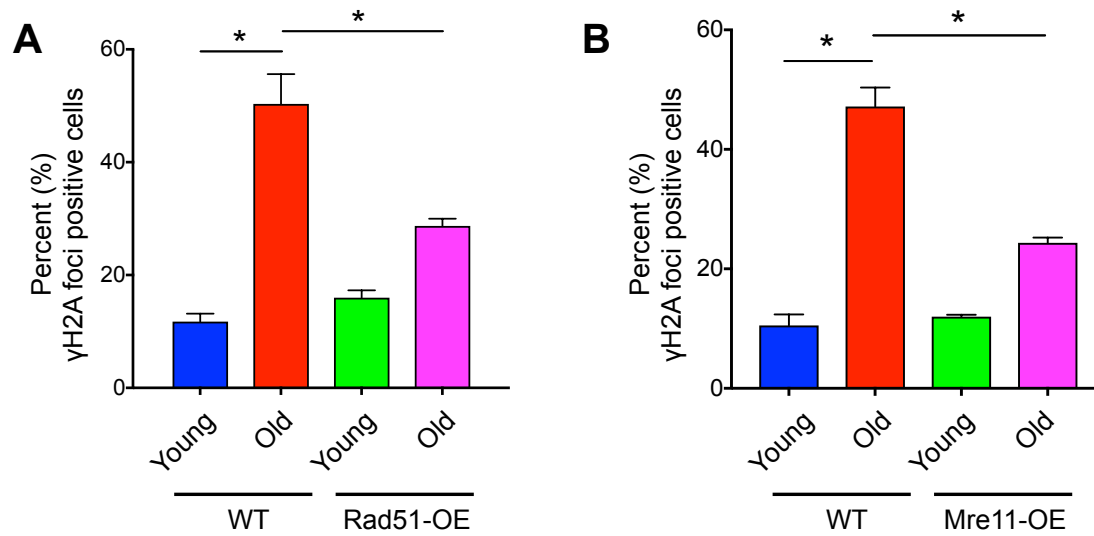 A
Percent (%)
γH2A foci positive cells
60
40
20
0
*
*
Young
Old
Young
Old
WT
Rad51-OE
B
Percent (%)
γH2A foci positive cells
60
40
20
0
*
*
Young
Old
Young
Old
WT
Mre11-OE